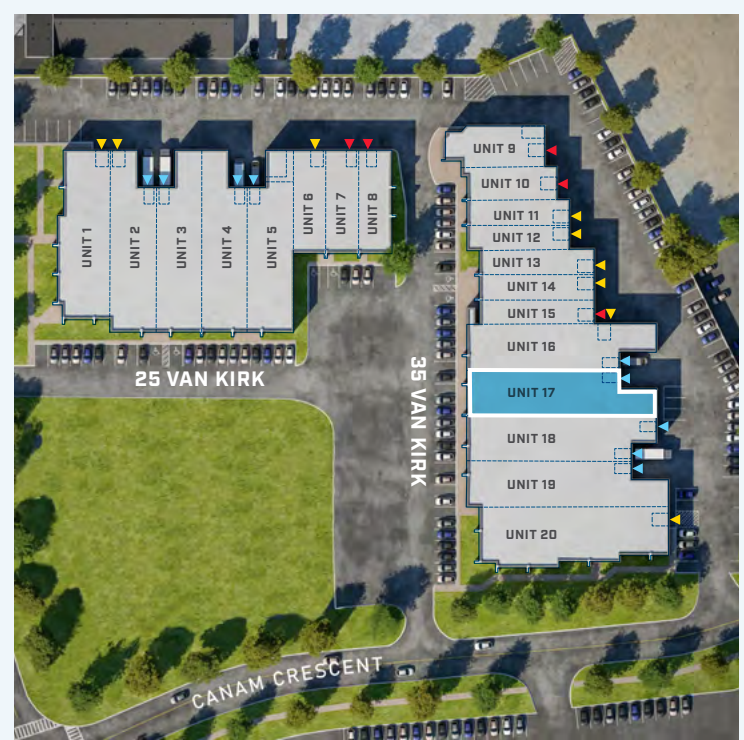 UNIT 1
UNIT 2
UNIT 3
UNIT 4
UNIT 5
UNIT 6
UNIT 7
UNIT 8
25 VAN KIRK
UNIT 9
UNIT 10
UNIT 11
UNIT 12
UNIT 13
UNIT 14
UNIT 15
UNIT 16
UNIT 17
UNIT 18
UNIT 19
UNIT 20
35 VAN KIRK
CANAM CRESCENT